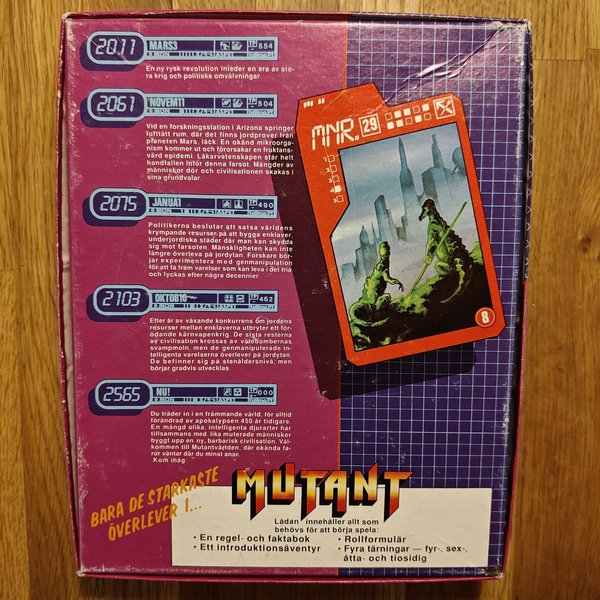 2011 MARS3 554
En ny rysk revolution inleder en era av sto-
ra krig och politiska omvälvningar.
2061 NOVEM11 504
Vid en forskningsstation i Arizona springer
lufttätt rum, där det finns jordprover från
planeten Mars, läck. En okänd mikroorga-
nism kommer ut och förorsakar en fruktans-
värd epidemi. Läkarvetenskapen står helt
handfallen inför denna farsot. Mängder av
människor dör och civilisationen skakas i
sina grundvalar.
2075 JANUA1 490
Politikerna beslutar att satsa världens
krympande resurser på att bygga enklaver,
underjordiska städer där man kan skydda
sig mot farsoten. Mänskligheten kan inte
längre överleva på jordytan. Forskare bör-
jar experimentera med genmanipulation
för att få fram varelser som kan leva i det fria
och lyckas efter några decennier.
2103 OKTOB10 462
Efter år av växande konkurrens om jordens
resurser mellan enklaverna utbryter ett för-
ödande kärnvapenkrig. De sista resterna
av civilisation krossas av vätebombernas
svampmoln, men de genmanipulerade in-
telligenta varelserna överlever på jordytan.
De befinner sig på stenåldersnivå, men
börjar gradvis utvecklas.
2565 NU! 000
Du träder in i en främmande värld, för alltid
förändrad av apokalypsen 450 år tidigare.
En mängd olika, intelligenta djurarter har
tillsammans med lika muterade människor
byggt upp en ny, barbarisk civilisation. Väl-
kommen till Mutantvärlden, där okända fa-
ror väntar där du minst anar.
Kom ihåg
MNR. 29
8
BARA DE STARKASTE
ÖVERLEVER I...
MUTANT
Lådan innehåller allt som
behövs för att börja spela:
• En regel- och faktabok
• Ett introduktionsäventyr
• Rollformulär
• Fyra tärningar — fyr-, sex-,
åtta- och tiosidig